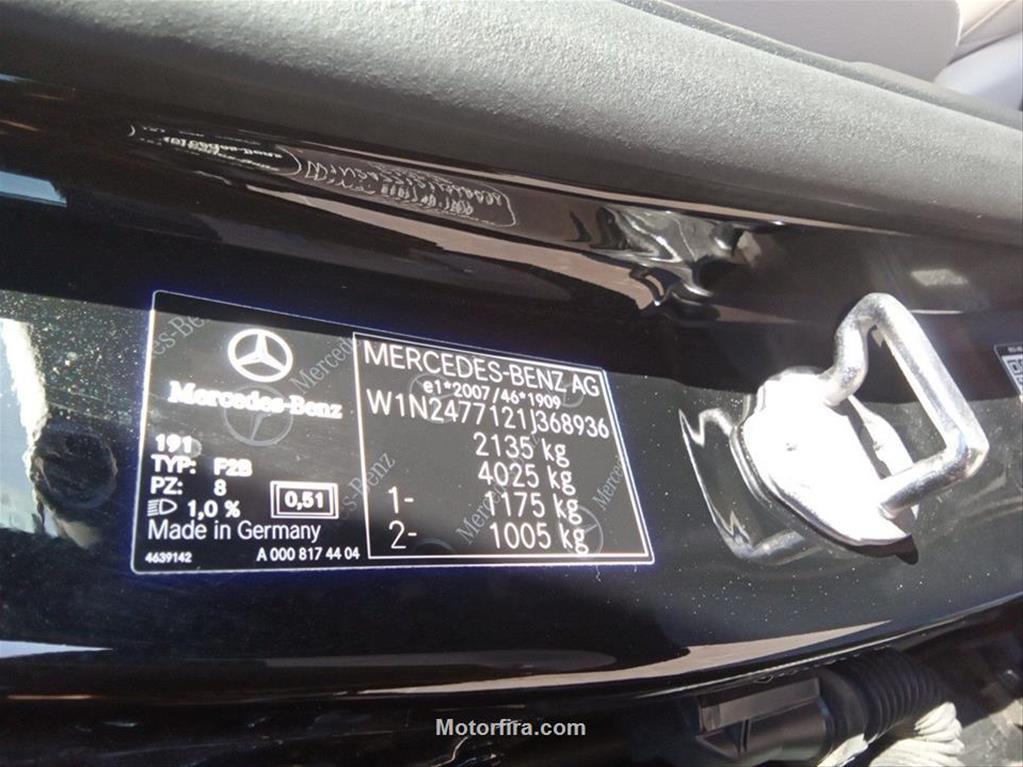 Mercedes-Benz
191
TYP: F2B
PZ: 8
1,0 %
0,51
Made in Germany
4639142
A 000 817 44 04
MERCEDES-BENZ AG
e1*2007/46*1909
W1N2477121J368936
2135 kg
4025 kg
1- 1175 kg
2- 1005 kg
Motorfira.com